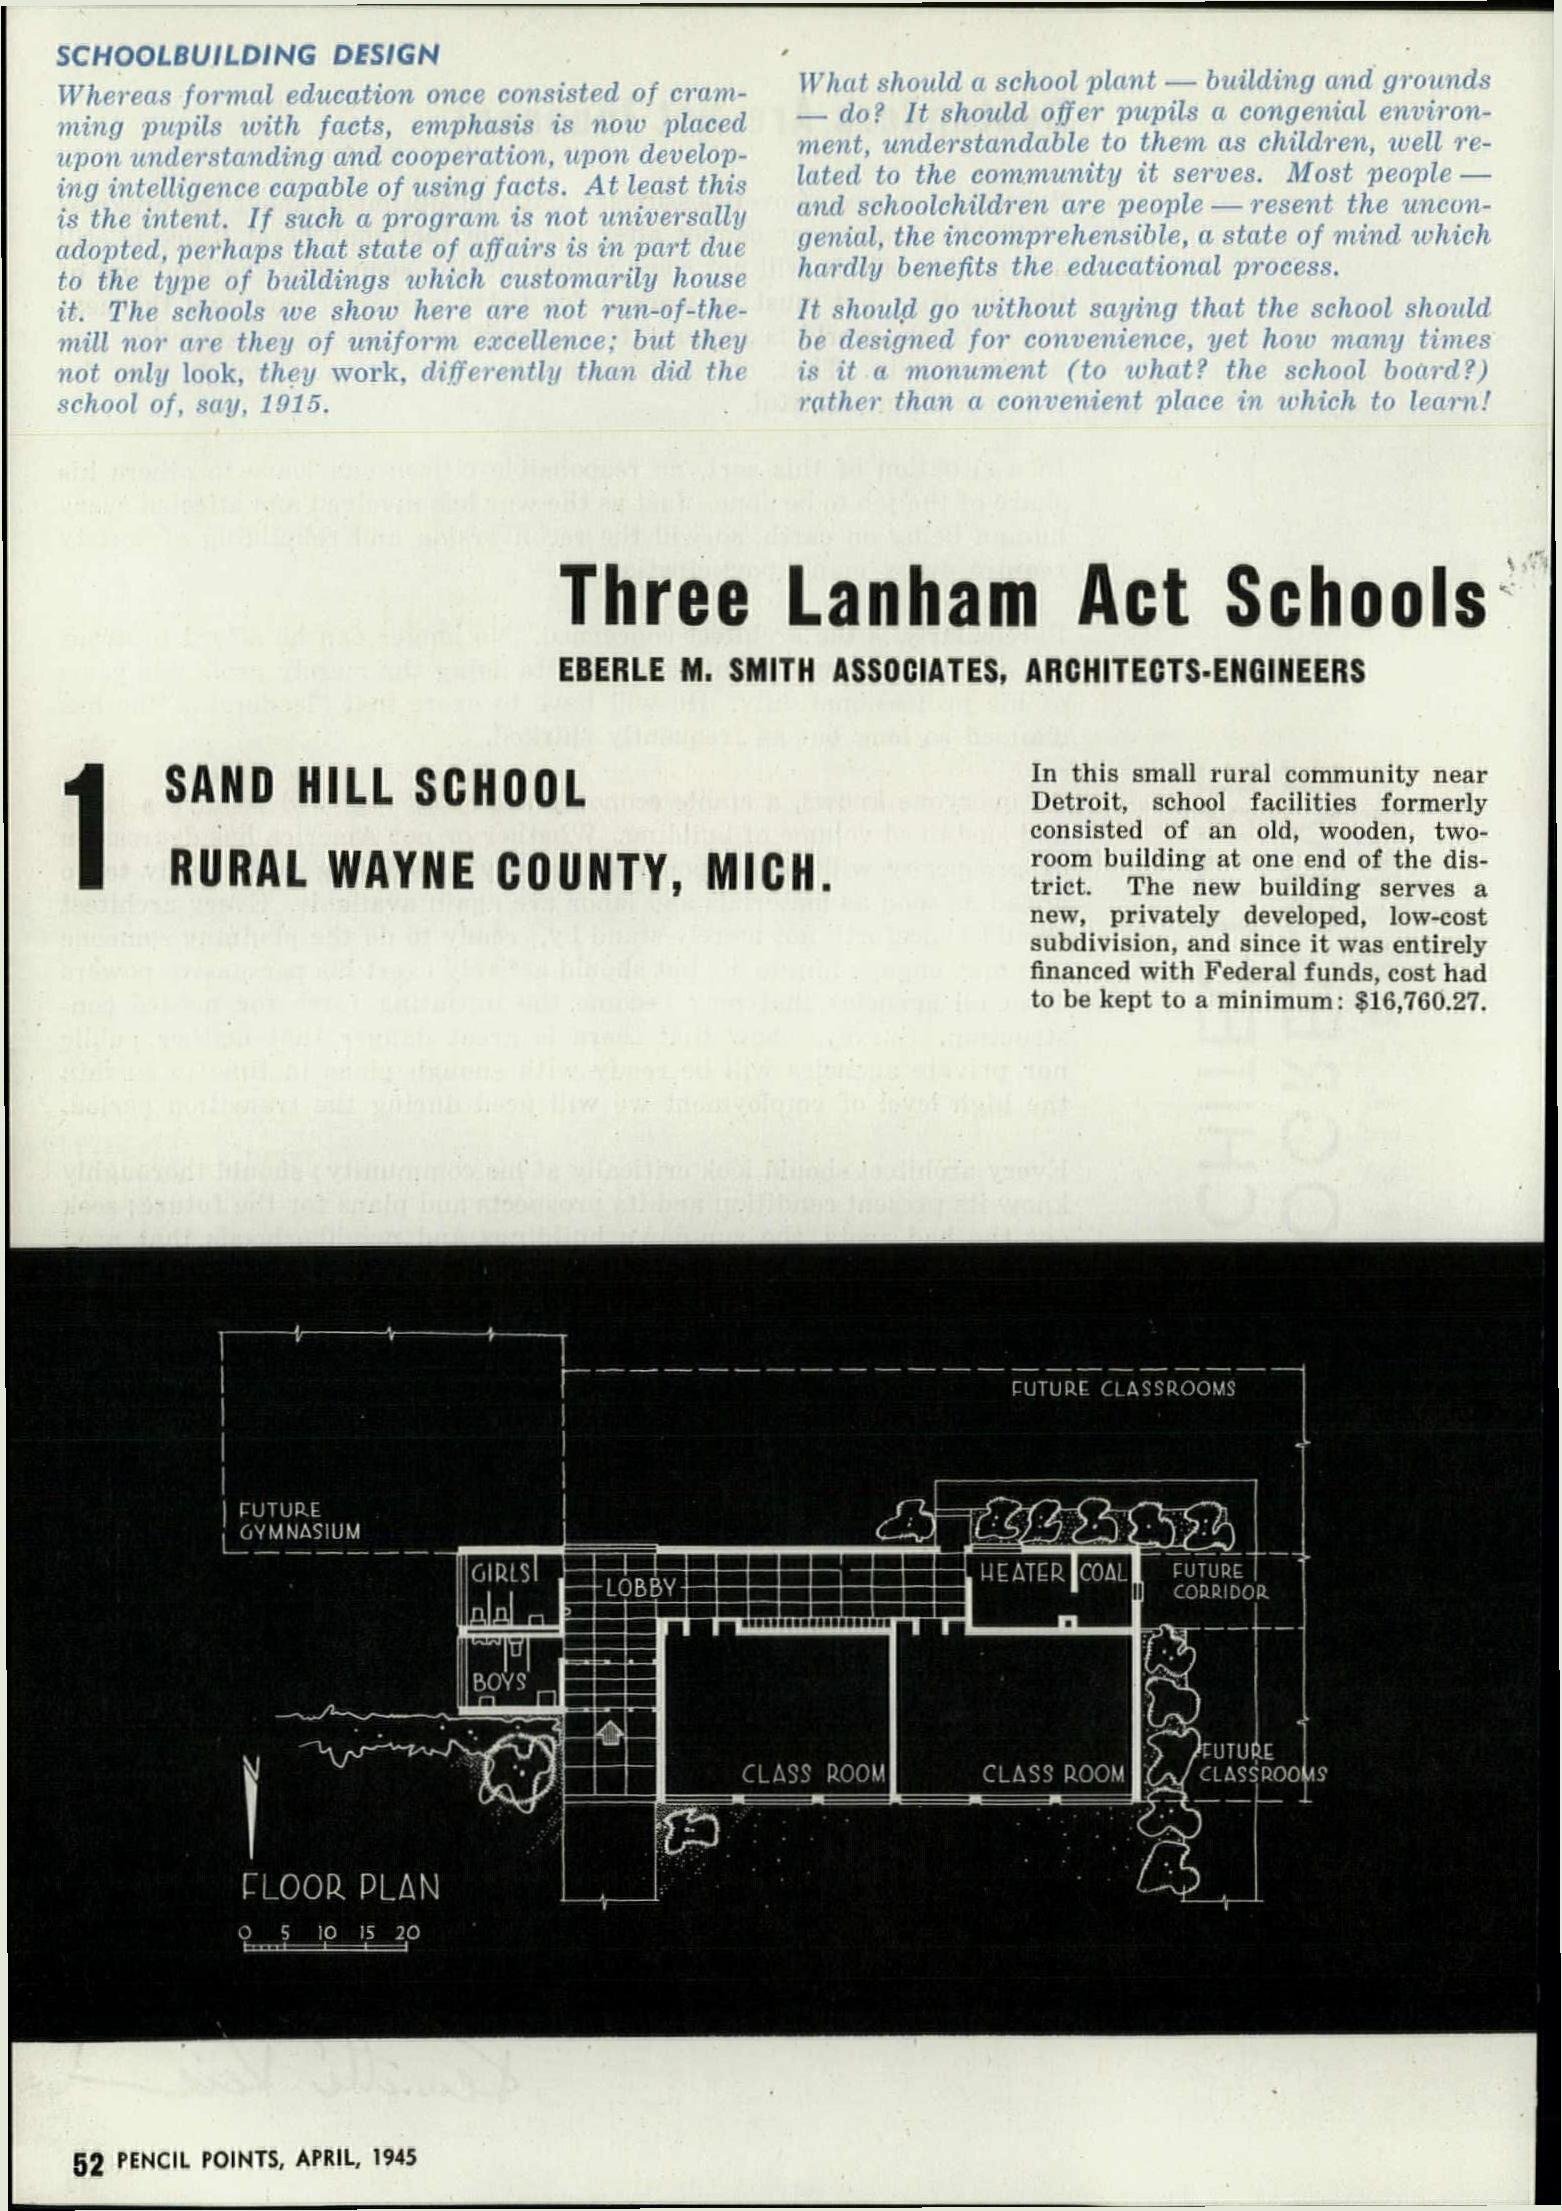 SCHOOLBUILDING DESIGN
Whereas formal education once consisted of cram-
ming pupils with facts, emphasis is now placed
upon understanding and cooperation, upon develop-
ing intelligence capable of using facts. At least this
is the intent. If such a program is not universally
adopted, perhaps that state of affairs is in part due
to the type of buildings which customarily house
it. The schools we show here are not run-of-the-
mill nor are they of uniform excellence; but they
not only look, they work, differently than did the
school of, say, 1915.
What should a school plant — building and grounds
— do? It should offer pupils a congenial environ-
ment, understandable to them as children, well re-
lated to the community it serves. Most people —
and schoolchildren are people — resent the uncon-
genial, the incomprehensible, a state of mind which
hardly benefits the educational process.
It should go without saying that the school should
be designed for convenience, yet how many times
is it a monument (to what? the school board?)
rather than a convenient place in which to learn!
Three Lanham Act Schools
EBERLE M. SMITH ASSOCIATES, ARCHITECTS-ENGINEERS
1
SAND HILL SCHOOL
RURAL WAYNE COUNTY, MICH.
In this small rural community near
Detroit, school facilities formerly
consisted of an old, wooden, two-
room building at one end of the dis-
trict. The new building serves a
new, privately developed, low-cost
subdivision, and since it was entirely
financed with Federal funds, cost had
to be kept to a minimum: $16,760.27.
FUTURE CLASSROOMS
FUTURE
GYMNASIUM
GIRLS
LOBBY
HEATER
COAL
FUTURE
CORRIDOR
BOYS
CLASS ROOM
CLASS ROOM
FUTURE
CLASSROOMS
N
FLOOR PLAN
0 5 10 15 20
52 PENCIL POINTS, APRIL, 1945